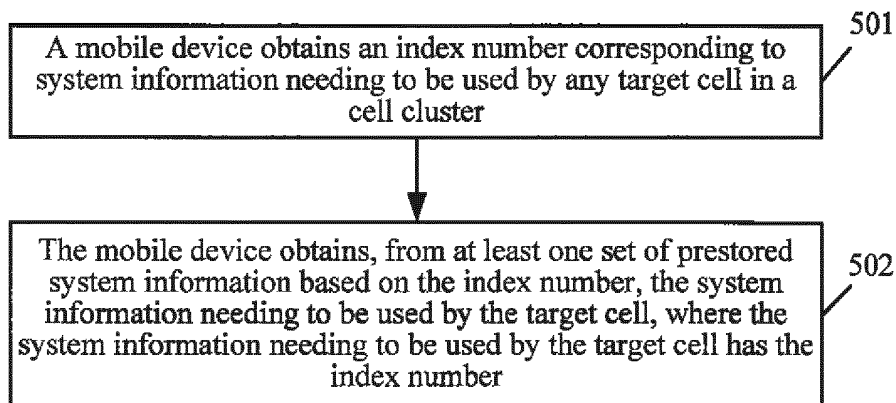 A mobile device obtains an index number corresponding to
system information needing to be used by any target cell in a
cell cluster
501
The mobile device obtains, from at least one set of prestored
system information based on the index number, the system
information needing to be used by the target cell, where the
system information needing to be used by the target cell has the
index number
502